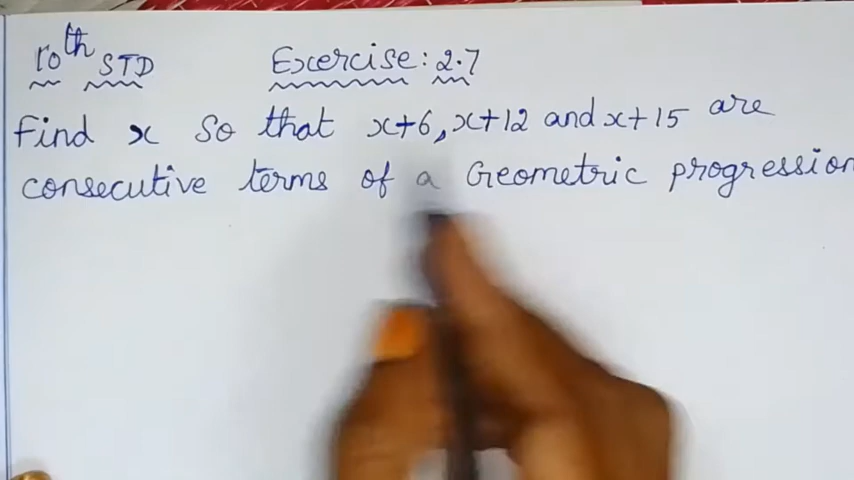 10th STD Exercise: 2.7
Find x so that x+6, x+12 and x+15 are
consecutive terms of a Geometric progression